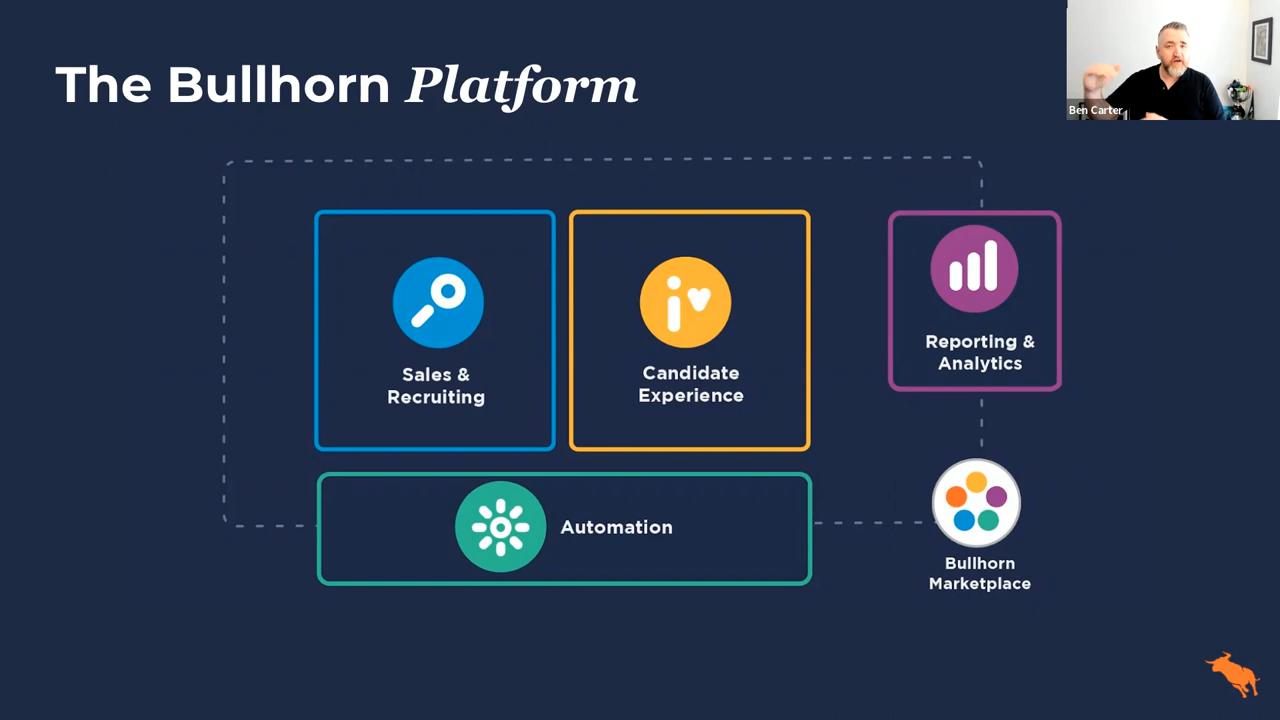 The Bullhorn Platform
Ben Carter
Sales &
Recruiting
Candidate
Experience
Reporting &
Analytics
Automation
Bullhorn
Marketplace